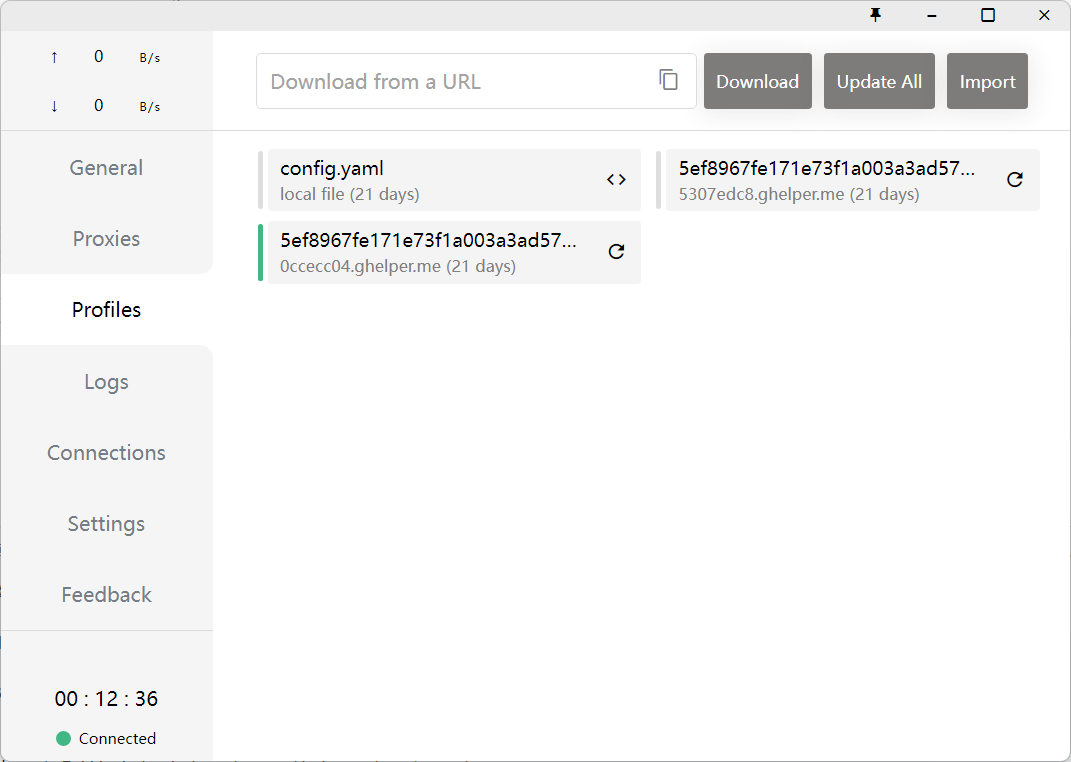 ↑ 0 B/s
↓ 0 B/s
General
Proxies
Profiles
Logs
Connections
Settings
Feedback
00 : 12 : 36
Connected
Download from a URL
Download
Update All
Import
config.yaml
local file (21 days)
5ef8967fe171e73f1a003a3ad57...
5307edc8.ghelper.me (21 days)
5ef8967fe171e73f1a003a3ad57...
0ccecc04.ghelper.me (21 days)